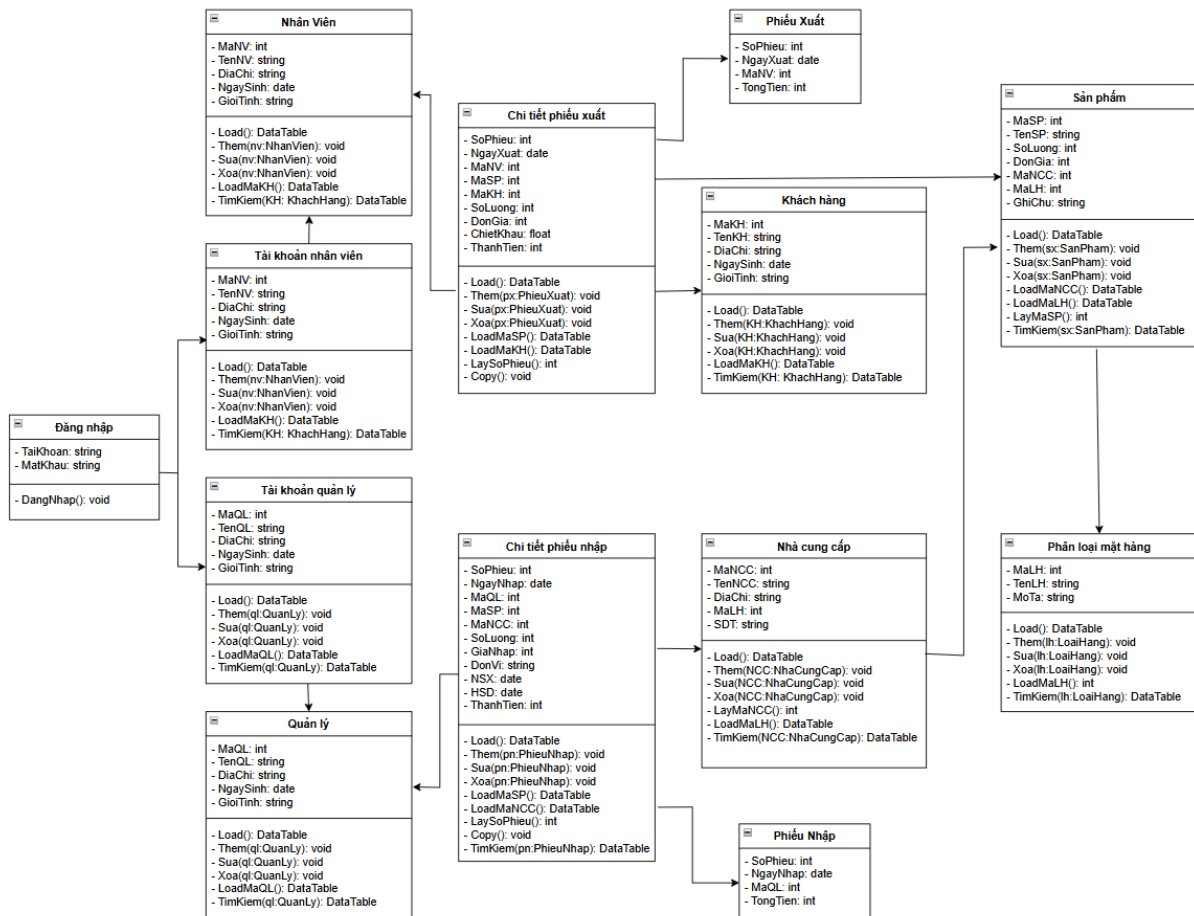 Nhân Viên
- MaNV: int
- TenNV: string
- DiaChi: string
- NgaySinh: date
- GioiTinh: string
- Load(): DataTable
- Them(nv:NhanVien): void
- Sua(nv:NhanVien): void
- Xoa(nv:NhanVien): void
- LoadMaKH(): DataTable
- TimKiem(KH: KhachHang): DataTable
Phiếu Xuất
- SoPhieu: int
- NgayXuat: date
- MaNV: int
- TongTien: int
Chi tiết phiếu xuất
- SoPhieu: int
- NgayXuat: date
- MaNV: int
- MaSP: int
- MaKH: int
- SoLuong: int
- DonGia: int
- ChietKhau: float
- ThanhTien: int
- Load(): DataTable
- Them(px:PhieuXuat): void
- Sua(px:PhieuXuat): void
- Xoa(px:PhieuXuat): void
- LoadMaSP(): DataTable
- LoadMaKH(): DataTable
- LaySoPhieu(): int
- Copy(): void
Sản phẩm
- MaSP: int
- TenSP: string
- SoLuong: int
- DonGia: int
- MaNCC: int
- MaLH: int
- GhiChu: string
- Load(): DataTable
- Them(sx:SanPham): void
- Sua(sx:SanPham): void
- Xoa(sx:SanPham): void
- LoadMaNCC(): DataTable
- LoadMaLH(): DataTable
- LayMaSP(): int
- TimKiem(sx:SanPham): DataTable
Khách hàng
- MaKH: int
- TenKH: string
- DiaChi: string
- NgaySinh: date
- GioiTinh: string
- Load(): DataTable
- Them(KH:KhachHang): void
- Sua(KH:KhachHang): void
- Xoa(KH:KhachHang): void
- LoadMaKH(): DataTable
- TimKiem(KH: KhachHang): DataTable
Tài khoản nhân viên
- MaNV: int
- TenNV: string
- DiaChi: string
- NgaySinh: date
- GioiTinh: string
- Load(): DataTable
- Them(nv:NhanVien): void
- Sua(nv:NhanVien): void
- Xoa(nv:NhanVien): void
- LoadMaKH(): DataTable
- TimKiem(KH: KhachHang): DataTable
Đăng nhập
- TaiKhoan: string
- MatKhau: string
- DangNhap(): void
Tài khoản quản lý
- MaQL: int
- TenQL: string
- DiaChi: string
- NgaySinh: date
- GioiTinh: string
- Load(): DataTable
- Them(ql:QuanLy): void
- Sua(ql:QuanLy): void
- Xoa(ql:QuanLy): void
- LoadMaQL(): DataTable
- TimKiem(ql:QuanLy): DataTable
Chi tiết phiếu nhập
- SoPhieu: int
- NgayNhap: date
- MaQL: int
- MaSP: int
- MaNCC: int
- SoLuong: int
- GiaNhap: int
- DonVi: string
- NSX: date
- HSD: date
- ThanhTien: int
- Load(): DataTable
- Them(pn:PhieuNhap): void
- Sua(pn:PhieuNhap): void
- Xoa(pn:PhieuNhap): void
- LoadMaSP(): DataTable
- LoadMaNCC(): DataTable
- LaySoPhieu(): int
- Copy(): void
- TimKiem(pn:PhieuNhap): DataTable
Nhà cung cấp
- MaNCC: int
- TenNCC: string
- DiaChi: string
- MaLH: int
- SDT: string
- Load(): DataTable
- Them(NCC:NhaCungCap): void
- Sua(NCC:NhaCungCap): void
- Xoa(NCC:NhaCungCap): void
- LayMaNCC(): int
- LoadMaLH(): DataTable
- TimKiem(NCC:NhaCungCap): DataTable
Phân loại mặt hàng
- MaLH: int
- TenLH: string
- MoTa: string
- Load(): DataTable
- Them(lh:LoaiHang): void
- Sua(lh:LoaiHang): void
- Xoa(lh:LoaiHang): void
- LoadMaLH(): int
- TimKiem(lh:LoaiHang): DataTable
Quản lý
- MaQL: int
- TenQL: string
- DiaChi: string
- NgaySinh: date
- GioiTinh: string
- Load(): DataTable
- Them(ql:QuanLy): void
- Sua(ql:QuanLy): void
- Xoa(ql:QuanLy): void
- LoadMaQL(): DataTable
- TimKiem(ql:QuanLy): DataTable
Phiếu Nhập
- SoPhieu: int
- NgayNhap: date
- MaQL: int
- TongTien: int